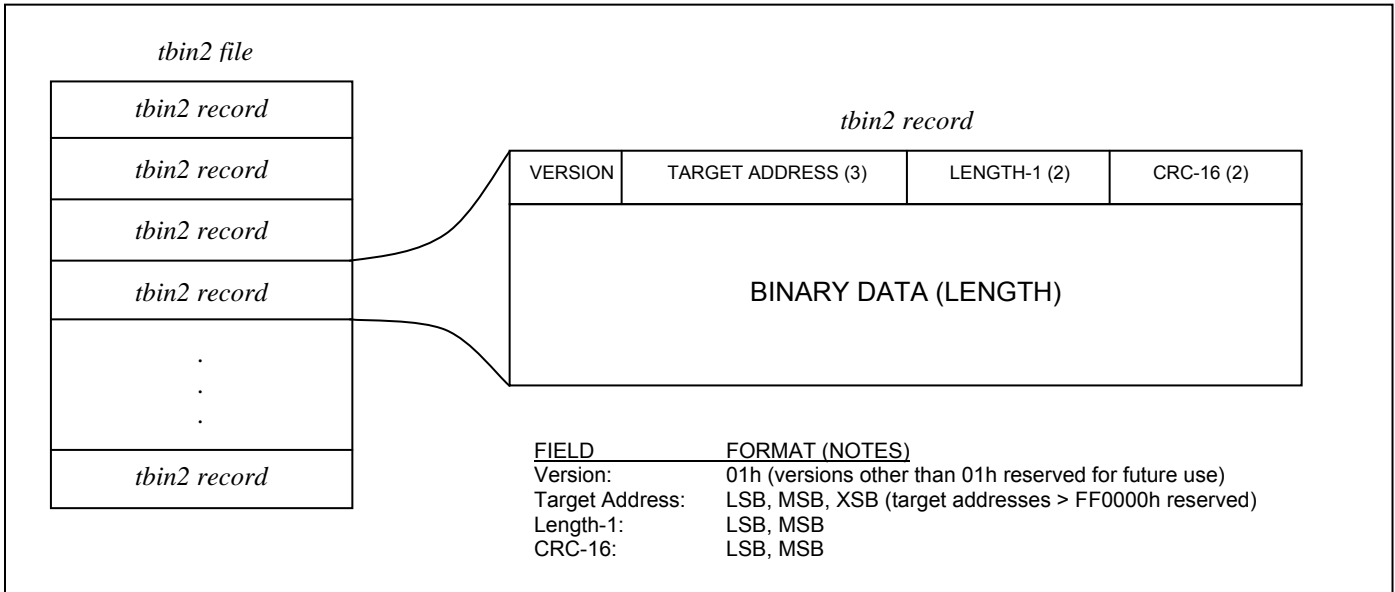 tbin2 file
tbin2 record
tbin2 record
tbin2 record
tbin2 record
.
.
.
tbin2 record
tbin2 record
VERSION TARGET ADDRESS (3) LENGTH-1 (2) CRC-16 (2)
BINARY DATA (LENGTH)
FIELD FORMAT (NOTES)
Version: 01h (versions other than 01h reserved for future use)
Target Address: LSB, MSB, XSB (target addresses > FF0000h reserved)
Length-1: LSB, MSB
CRC-16: LSB, MSB